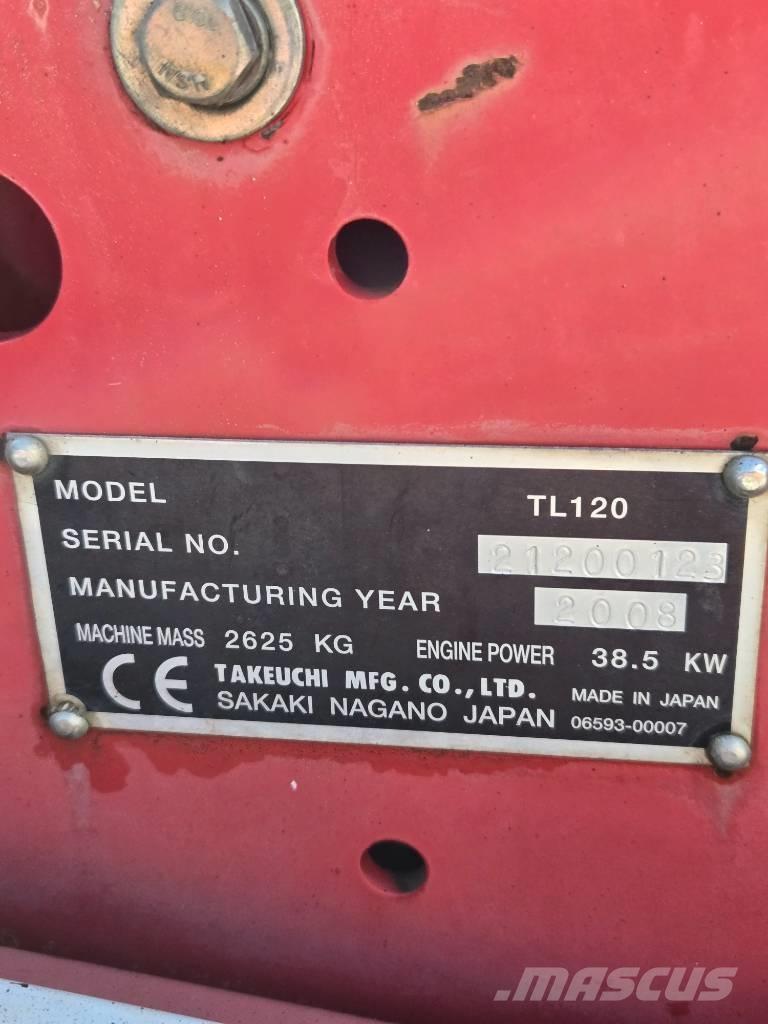 MODEL TL120
SERIAL NO. 21200123
MANUFACTURING YEAR 2008
MACHINE MASS 2625 KG ENGINE POWER 38.5 KW
CE TAKEUCHI MFG. CO.,LTD. MADE IN JAPAN
SAKAKI NAGANO JAPAN 06593-00007
MASCUS